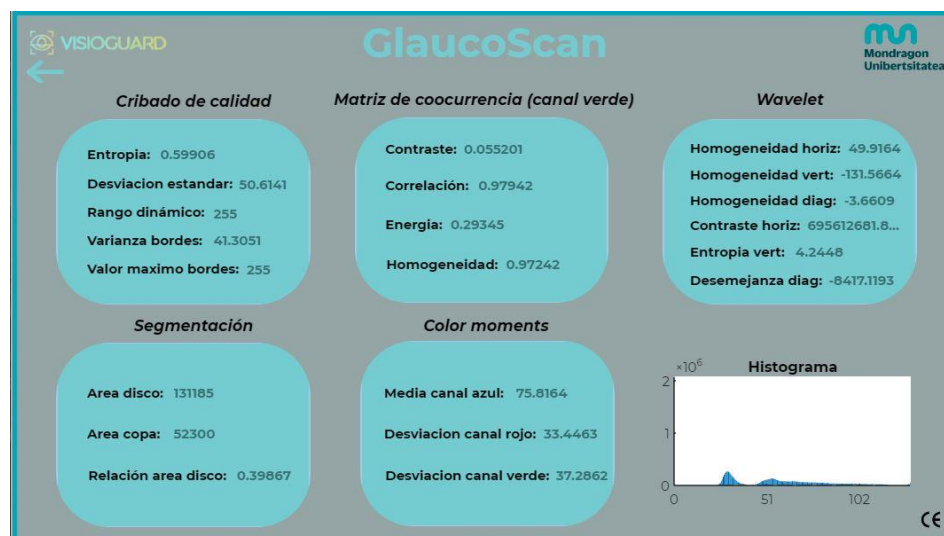 VISIOGUARD
GlaucoScan
Mondragon
Unibertsitatea
Cribado de calidad
Entropia: 0.59906
Desviacion estandar: 50.6141
Rango dinámico: 255
Varianza bordes: 41.3051
Valor maximo bordes: 255
Matriz de coocurrencia (canal verde)
Contraste: 0.055201
Correlación: 0.97942
Energia: 0.29345
Homogeneidad: 0.97242
Wavelet
Homogeneidad horiz: 49.9164
Homogeneidad vert: -131.5664
Homogeneidad diag: -3.6609
Contraste horiz: 695612681.8...
Entropia vert: 4.2448
Desemejanza diag: -8417.1193
Segmentación
Area disco: 131185
Area copa: 52300
Relación area disco: 0.39867
Color moments
Media canal azul: 75.8164
Desviacion canal rojo: 33.4463
Desviacion canal verde: 37.2862
×10⁶ Histograma
2
1
0
0 51 102
CE